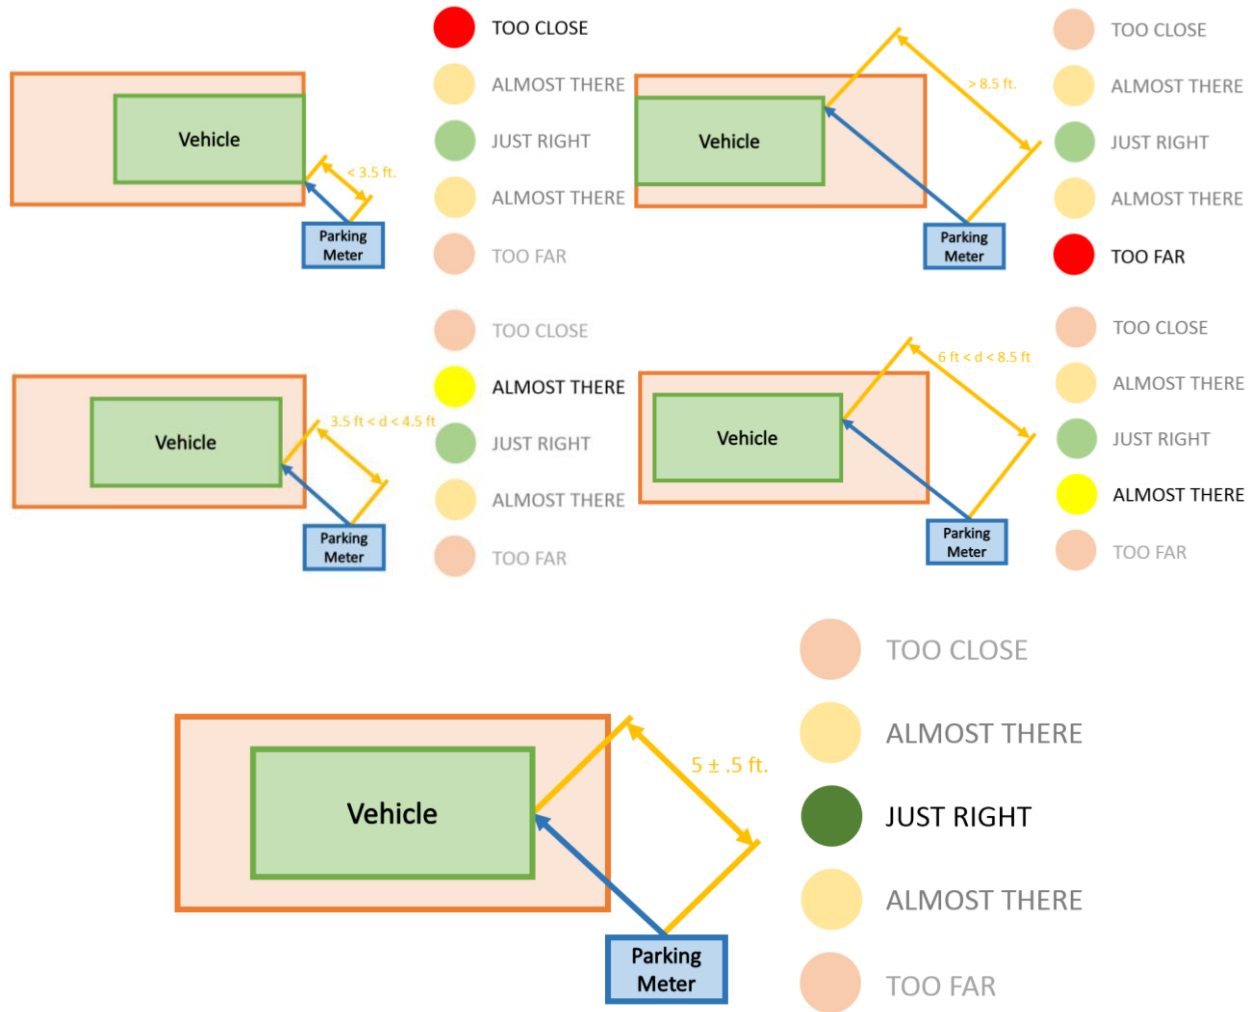 TOO CLOSE
ALMOST THERE
JUST RIGHT
ALMOST THERE
TOO FAR
Vehicle
< 3.5 ft.
Parking
Meter
TOO CLOSE
ALMOST THERE
JUST RIGHT
ALMOST THERE
TOO FAR
Vehicle
> 8.5 ft.
Parking
Meter
TOO CLOSE
ALMOST THERE
JUST RIGHT
ALMOST THERE
TOO FAR
Vehicle
3.5 ft < d < 4.5 ft
Parking
Meter
TOO CLOSE
ALMOST THERE
JUST RIGHT
ALMOST THERE
TOO FAR
Vehicle
6 ft < d < 8.5 ft
Parking
Meter
TOO CLOSE
ALMOST THERE
JUST RIGHT
ALMOST THERE
TOO FAR
Vehicle
5 ± .5 ft.
Parking
Meter